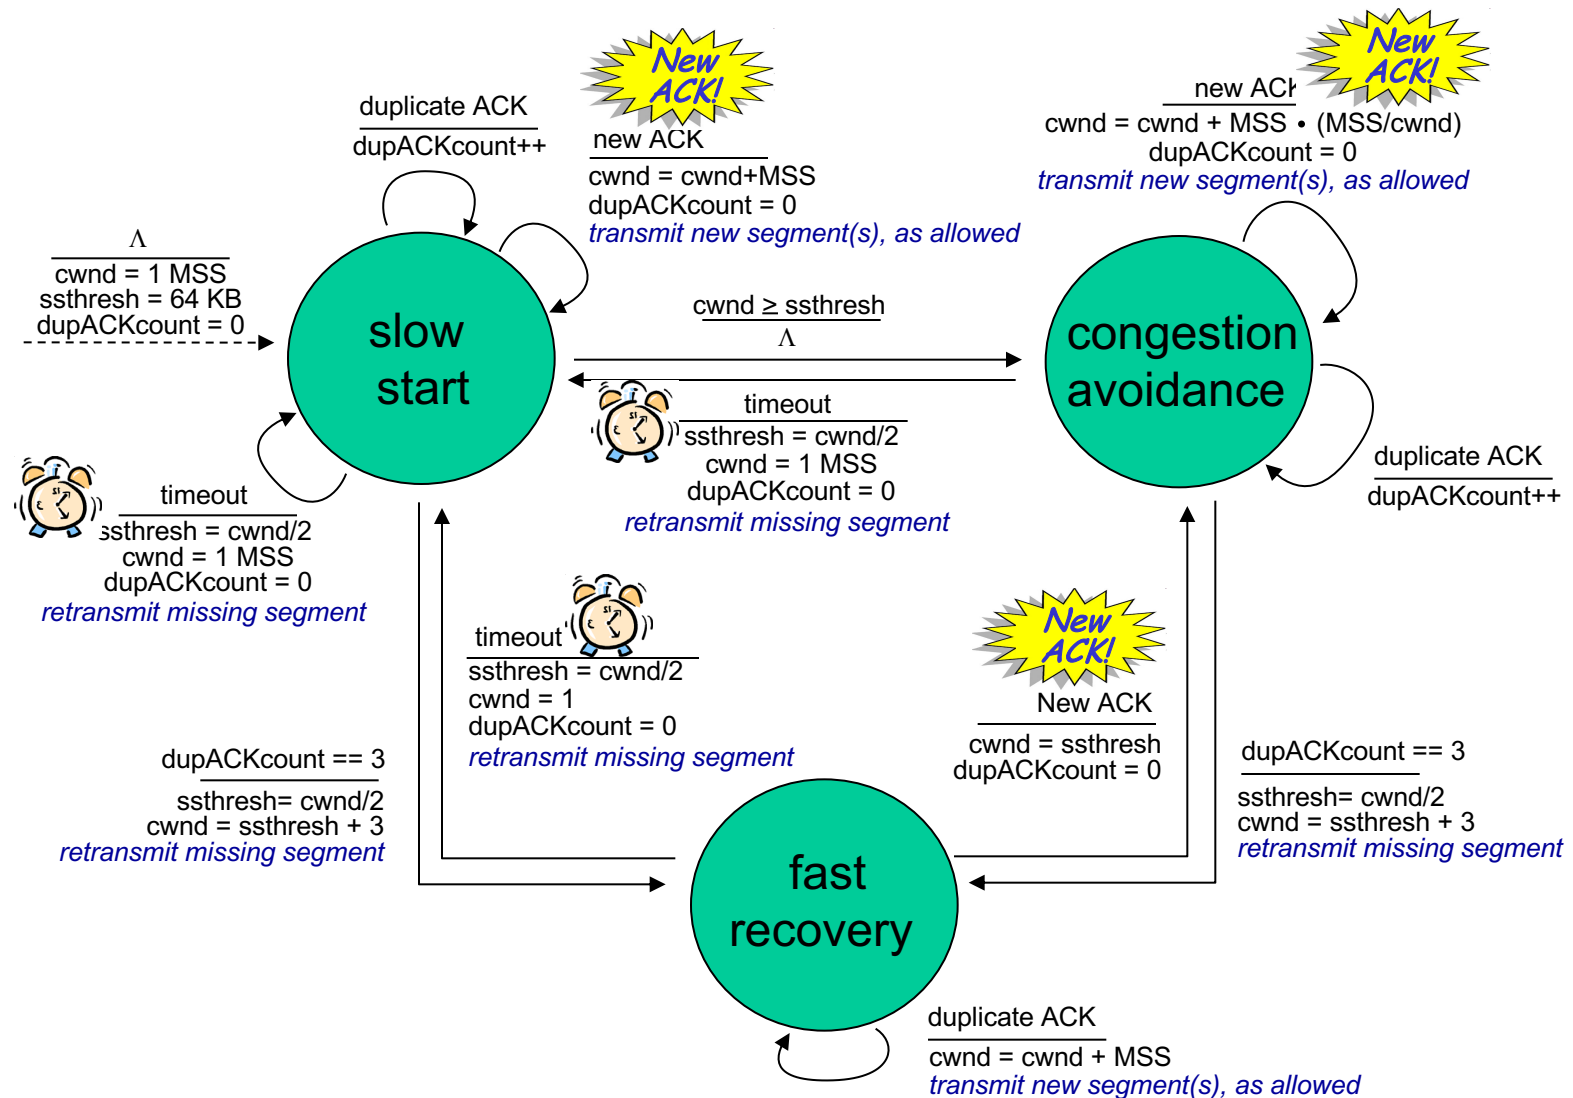 New
ACK!
duplicate ACK
dupACKcount++
new ACK
cwnd = cwnd+MSS
dupACKcount = 0
transmit new segment(s), as allowed
New
ACK!
new ACK
cwnd = cwnd + MSS • (MSS/cwnd)
dupACKcount = 0
transmit new segment(s), as allowed
Λ
cwnd = 1 MSS
ssthresh = 64 KB
dupACKcount = 0
slow
start
cwnd ≥ ssthresh
Λ
congestion
avoidance
timeout
ssthresh = cwnd/2
cwnd = 1 MSS
dupACKcount = 0
retransmit missing segment
duplicate ACK
dupACKcount++
timeout
ssthresh = cwnd/2
cwnd = 1 MSS
dupACKcount = 0
retransmit missing segment
timeout
ssthresh = cwnd/2
cwnd = 1
dupACKcount = 0
retransmit missing segment
New
ACK!
New ACK
cwnd = ssthresh
dupACKcount = 0
dupACKcount == 3
ssthresh= cwnd/2
cwnd = ssthresh + 3
retransmit missing segment
dupACKcount == 3
ssthresh= cwnd/2
cwnd = ssthresh + 3
retransmit missing segment
fast
recovery
duplicate ACK
cwnd = cwnd + MSS
transmit new segment(s), as allowed